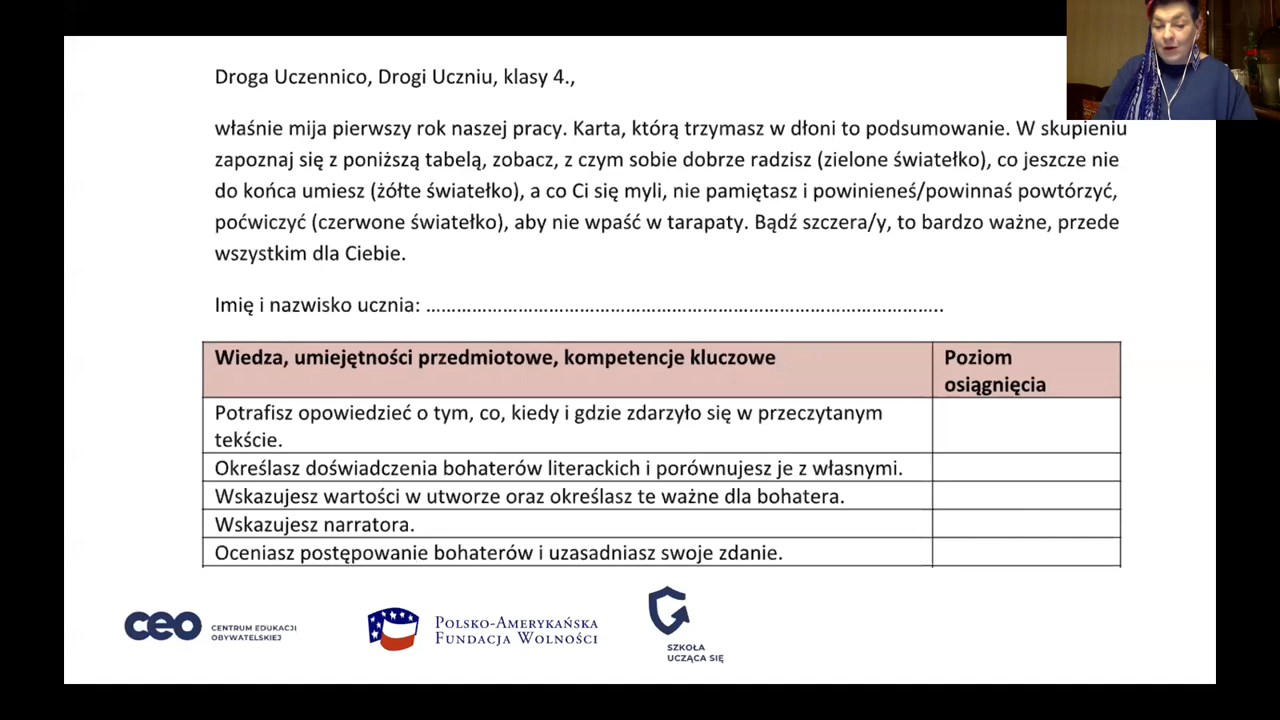 Droga Uczennico, Drogi Uczniu, klasy 4.,
właśnie mija pierwszy rok naszej pracy. Karta, którą trzymasz w dłoni to podsumowanie. W skupieniu
zapoznaj się z poniższą tabelą, zobacz, z czym sobie dobrze radzisz (zielone światełko), co jeszcze nie
do końca umiesz (żółte światełko), a co Ci się myli, nie pamiętasz i powinieneś/powinnaś powtórzyć,
poćwiczyć (czerwone światełko), aby nie wpaść w tarapaty. Bądź szczera/y, to bardzo ważne, przede
wszystkim dla Ciebie.
Imię i nazwisko ucznia: ……………………………………………………………………………..
Wiedza, umiejętności przedmiotowe, kompetencje kluczowe
Poziom
osiągnięcia
Potrafisz opowiedzieć o tym, co, kiedy i gdzie zdarzyło się w przeczytanym
tekście.
Określasz doświadczenia bohaterów literackich i porównujesz je z własnymi.
Wskazujesz wartości w utworze oraz określasz te ważne dla bohatera.
Wskazujesz narratora.
Oceniasz postępowanie bohaterów i uzasadniasz swoje zdanie.
ceo
CENTRUM EDUKACJI
OBYWATELSKIEJ
POLSKO-AMERYKAŃSKA
FUNDACJA WOLNOŚCI
SZKOŁA
UCZĄCA SIĘ